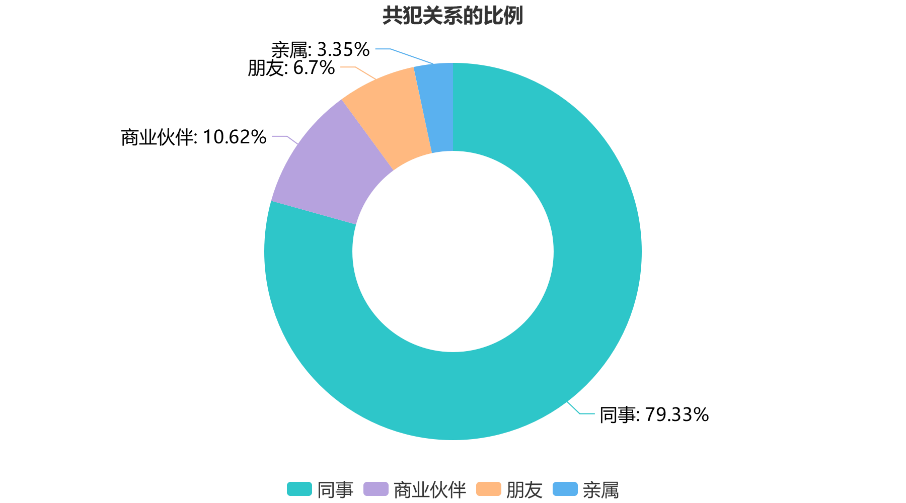 共犯关系的比例
亲属: 3.35%
朋友: 6.7%
商业伙伴: 10.62%
同事: 79.33%
同事 商业伙伴 朋友 亲属